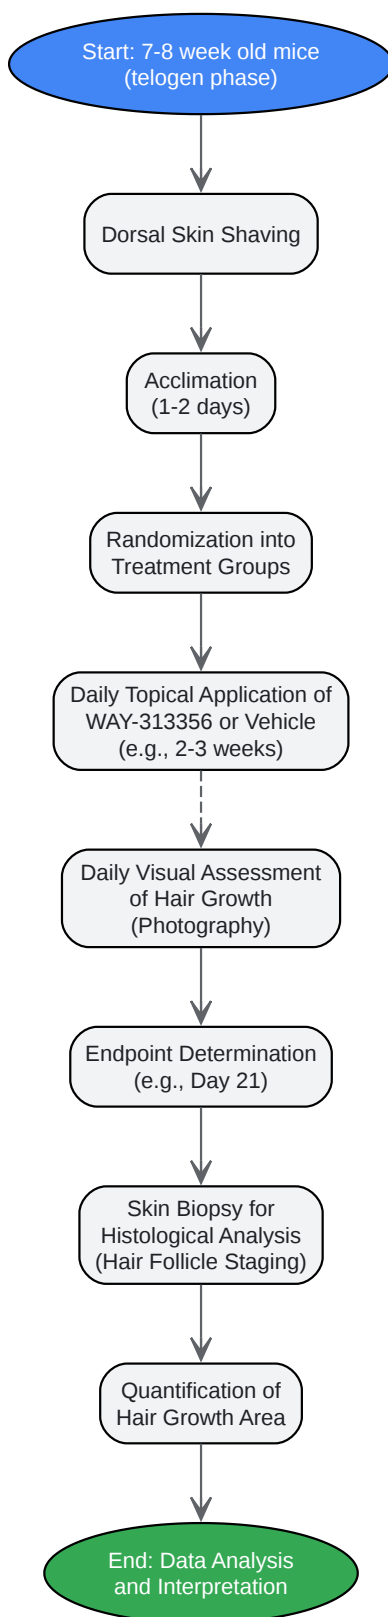 Start: 7-8 week old mice
(telogen phase)
Dorsal Skin Shaving
Acclimation
(1-2 days)
Randomization into
Treatment Groups
Daily Topical Application of
WAY-313356 or Vehicle
(e.g., 2-3 weeks)
Daily Visual Assessment
of Hair Growth
(Photography)
Endpoint Determination
(e.g., Day 21)
Skin Biopsy for
Histological Analysis
(Hair Follicle Staging)
Quantification of
Hair Growth Area
End: Data Analysis
and Interpretation